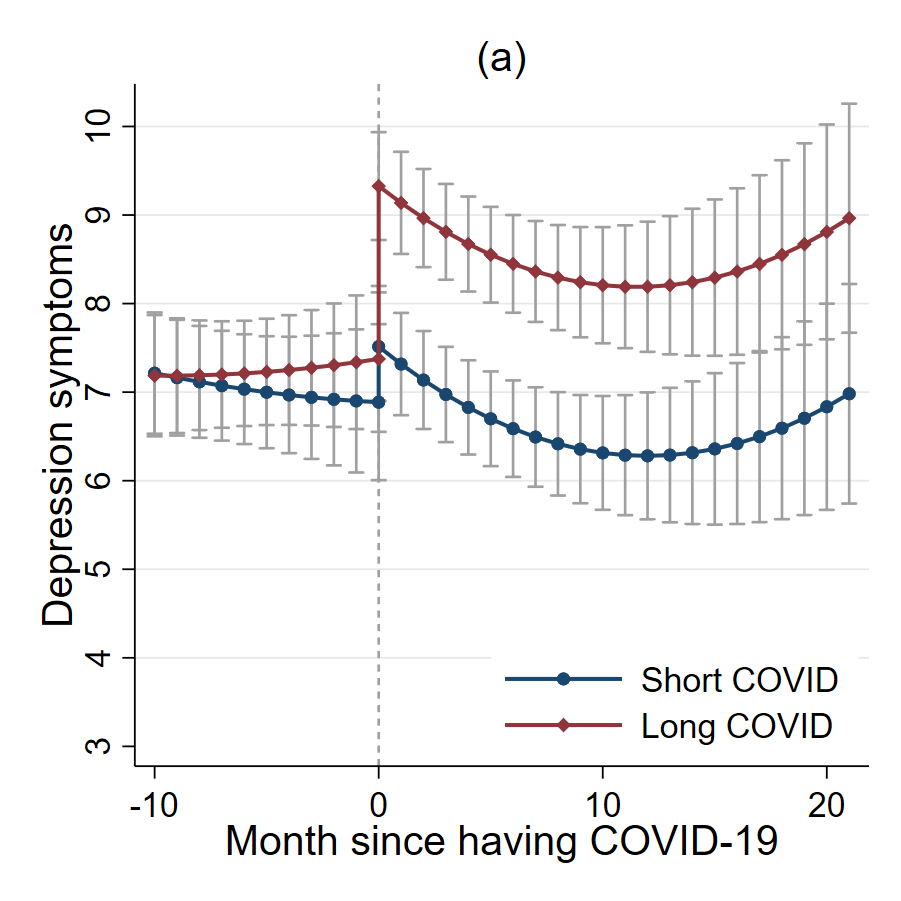 (a)
10
9
8
7
6
5
4
3
Depression symptoms
Short COVID
Long COVID
-10 0 10 20
Month since having COVID-19